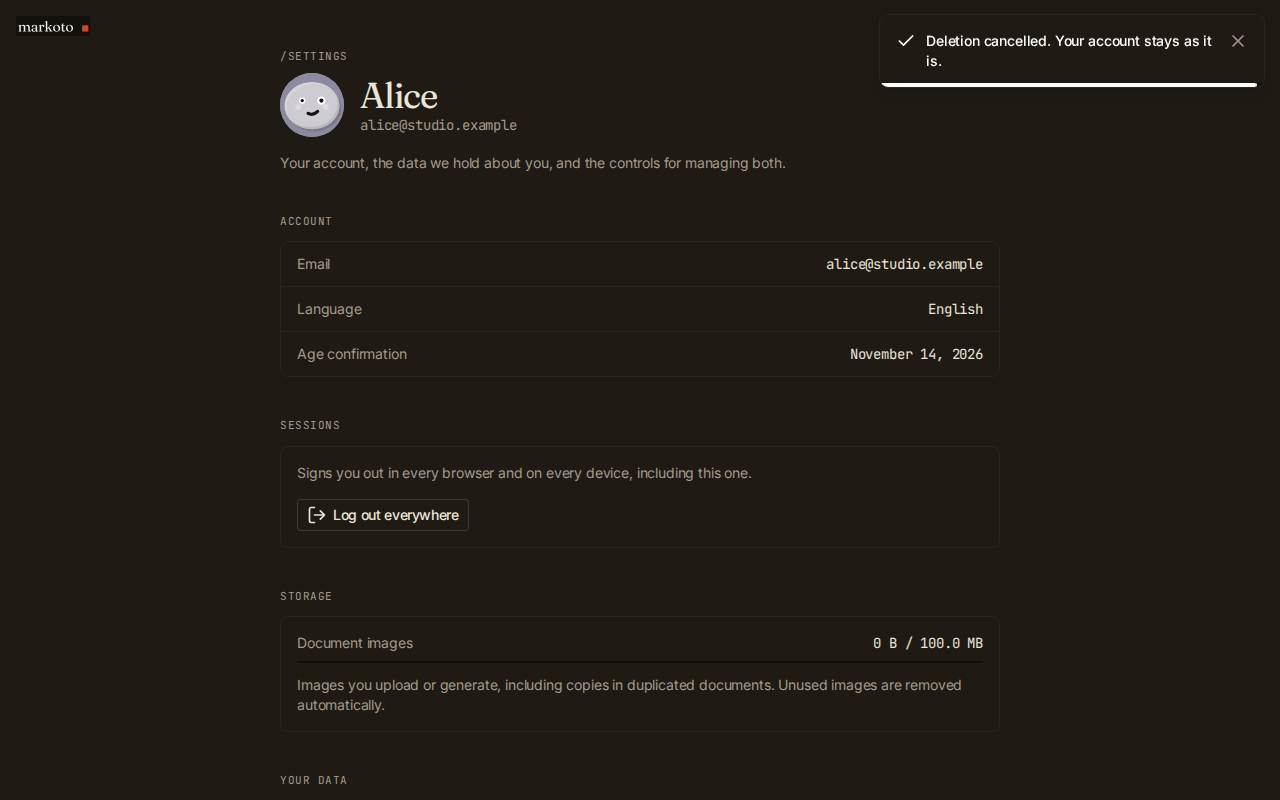 markoto
Deletion cancelled. Your account stays as it
is.
/SETTINGS
Alice
alice@studio.example
Your account, the data we hold about you, and the controls for managing both.
ACCOUNT
Email
alice@studio.example
Language
English
Age confirmation
November 14, 2026
SESSIONS
Signs you out in every browser and on every device, including this one.
Log out everywhere
STORAGE
Document images
0 B / 100.0 MB
Images you upload or generate, including copies in duplicated documents. Unused images are removed
automatically.
YOUR DATA